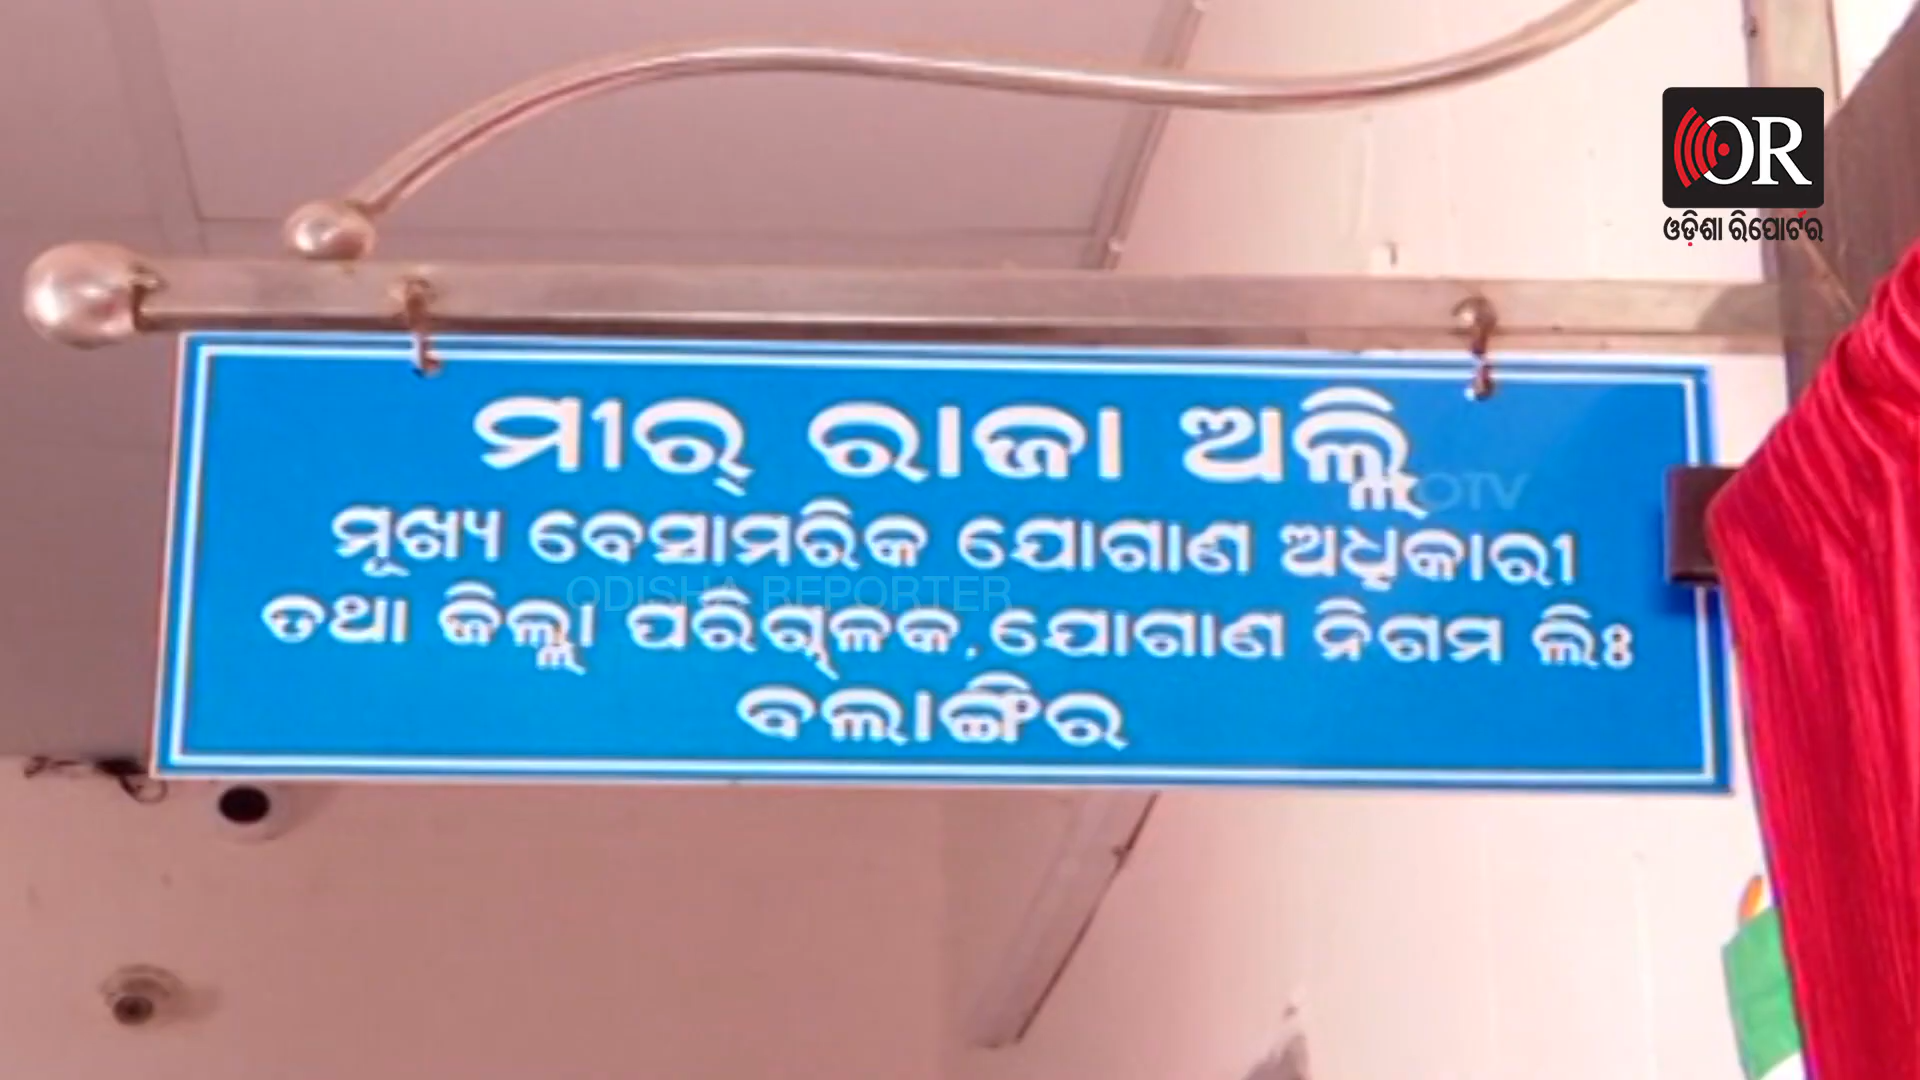 OR
ଓଡ଼ିଶା ରିପୋର୍ଟର
ମୀର୍ ରାଜା ଅଲ୍ଲି
OTV
ମୂଖ୍ୟ ବେସାମରିକ ଯୋଗାଣ ଅଧିକାରୀ
ODISHA REPORTER
ତଥା ଜିଲ୍ଲା ପରିଚାଳକ, ଯୋଗାଣ ନିଗମ ଲିଃ
ବଲାଙ୍ଗିର